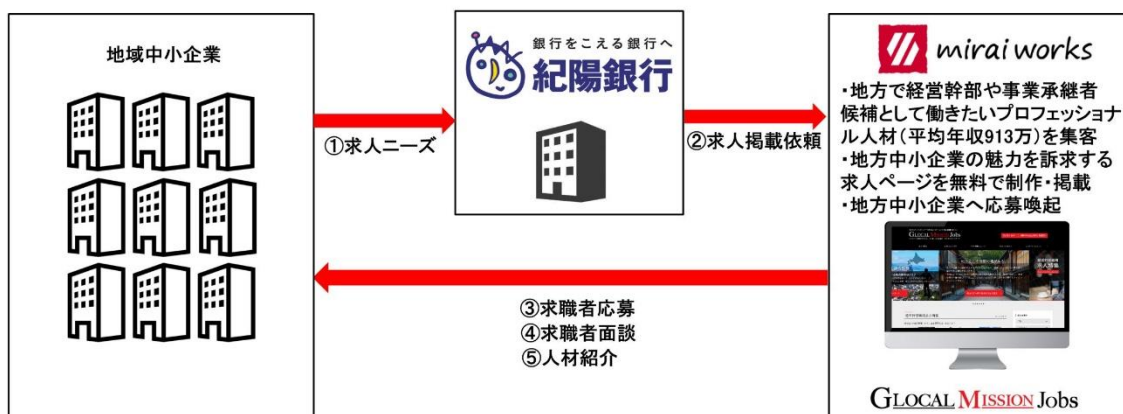 地域中小企業
①求人ニーズ
銀行をこえる銀行へ
紀陽銀行
②求人掲載依頼
mirai works
・地方で経営幹部や事業承継者
候補として働きたいプロフェッショナ
ル人材(平均年収913万)を集客
・地方中小企業の魅力を訴求する
求人ページを無料で制作・掲載
・地方中小企業へ応募喚起
GLOCAL MISSION JOBS
③求職者応募
④求職者面談
⑤人材紹介
GLOCAL MISSION JOBS